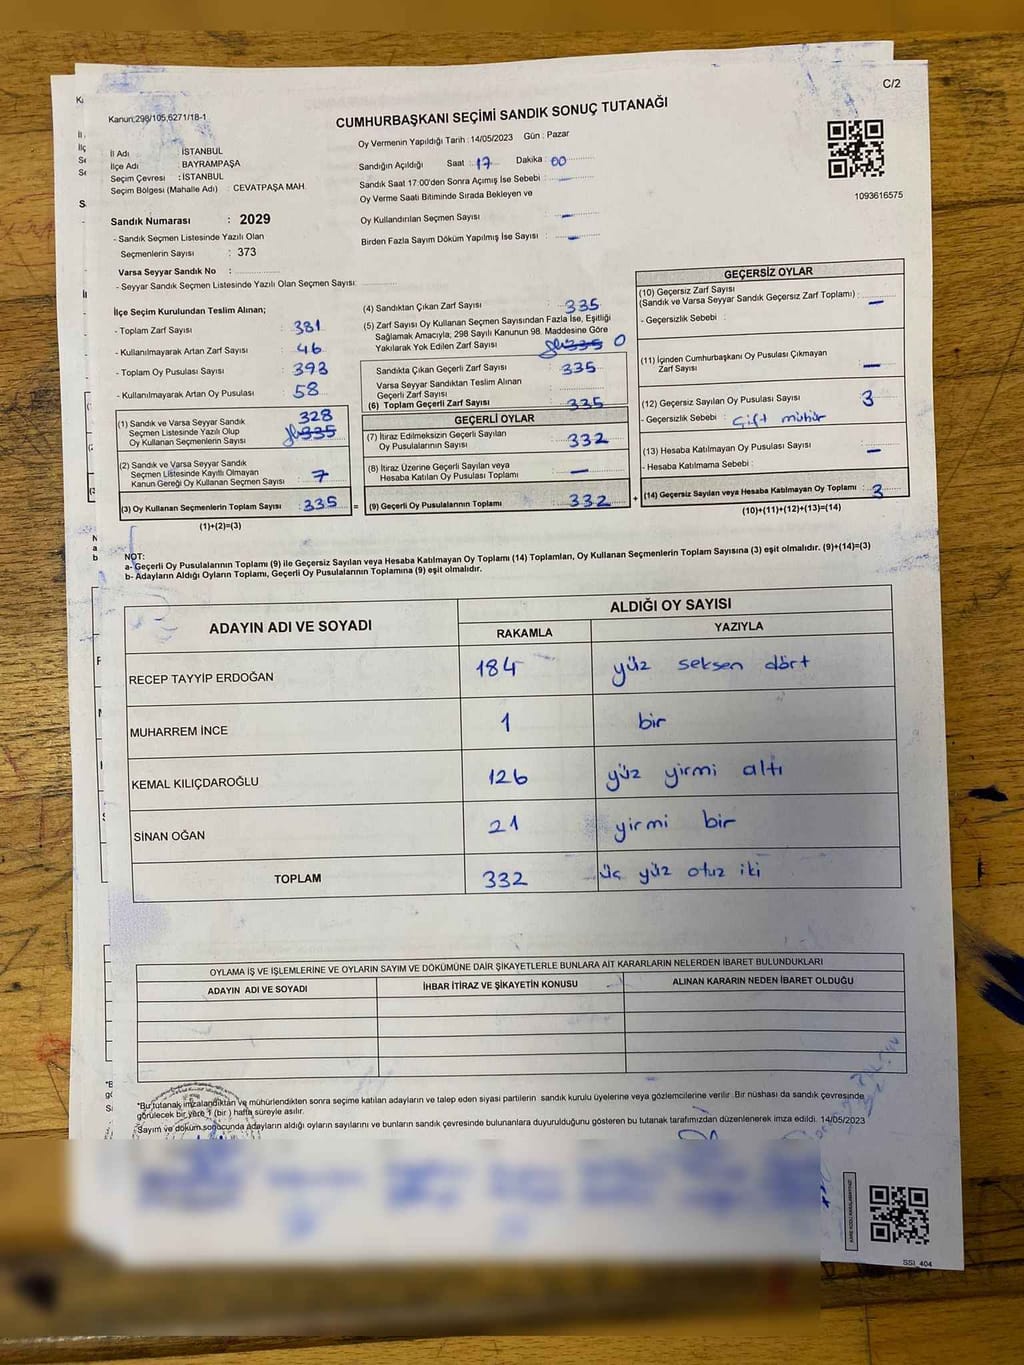 C/2
Kanun;298/105,6271/18-1
CUMHURBAŞKANI SEÇİMİ SANDIK SONUÇ TUTANAĞI
Oy Vermenin Yapıldığı Tarih : 14/05/2023 Gün : Pazar
İl Adı : İSTANBUL
İlçe Adı : BAYRAMPAŞA
Seçim Çevresi : İSTANBUL
Seçim Bölgesi (Mahalle Adı) : CEVATPAŞA MAH.
Sandığın Açıldığı Saat : 17 Dakika : 00
Sandık Saat 17:00'den Sonra Açımış İse Sebebi : —
Oy Verme Saati Bitiminde Sırada Bekleyen ve
Oy Kullandırılan Seçmen Sayısı : —
Birden Fazla Sayım Döküm Yapılmış İse Sayısı : —
1093616575
Sandık Numarası : 2029
- Sandık Seçmen Listesinde Yazılı Olan
Seçmenlerin Sayısı : 373
Varsa Seyyar Sandık No :
- Seyyar Sandık Seçmen Listesinde Yazılı Olan Seçmen Sayısı:
İlçe Seçim Kurulundan Teslim Alınan;
- Toplam Zarf Sayısı : 381
- Kullanılmayarak Artan Zarf Sayısı : 46
- Toplam Oy Pusulası Sayısı : 393
- Kullanılmayarak Artan Oy Pusulası : 58
(1) Sandık ve Varsa Seyyar Sandık
Seçmen Listesinde Yazılı Olup
Oy Kullanan Seçmenlerin Sayısı : 328
335
(2) Sandık ve Varsa Seyyar Sandık
Seçmen Listesinde Kayıtlı Olmayan
Kanun Gereği Oy Kullanan Seçmen Sayısı : 7
(3) Oy Kullanan Seçmenlerin Toplam Sayısı : 335 =
(1)+(2)=(3)
(4) Sandıktan Çıkan Zarf Sayısı : 335
(5) Zarf Sayısı Oy Kullanan Seçmen Sayısından Fazla İse, Eşitliği
Sağlamak Amacıyla; 298 Sayılı Kanunun 98. Maddesine Göre
Yakılarak Yok Edilen Zarf Sayısı : 335 0
Sandıkta Çıkan Geçerli Zarf Sayısı : 335
Varsa Seyyar Sandıktan Teslim Alınan
Geçerli Zarf Sayısı :
(6) Toplam Geçerli Zarf Sayısı : 335
GEÇERLİ OYLAR
(7) İtiraz Edilmeksizin Geçerli Sayılan
Oy Pusulalarının Sayısı : 332
(8) İtiraz Üzerine Geçerli Sayılan veya
Hesaba Katılan Oy Pusulası Toplamı : —
(9) Geçerli Oy Pusulalarının Toplamı : 332 +
GEÇERSİZ OYLAR
(10) Geçersiz Zarf Sayısı
(Sandık ve Varsa Seyyar Sandık Geçersiz Zarf Toplamı) : —
- Geçersizlik Sebebi :
(11) İçinden Cumhurbaşkanı Oy Pusulası Çıkmayan
Zarf Sayısı : —
(12) Geçersiz Sayılan Oy Pusulası Sayısı : 3
- Geçersizlik Sebebi : Çift mühür
(13) Hesaba Katılmayan Oy Pusulası Sayısı : —
- Hesaba Katılmama Sebebi :
(14) Geçersiz Sayılan veya Hesaba Katılmayan Oy Toplamı : 3
(10)+(11)+(12)+(13)=(14)
NOT:
a- Geçerli Oy Pusulalarının Toplamı (9) ile Geçersiz Sayılan veya Hesaba Katılmayan Oy Toplamı (14) Toplamları, Oy Kullanan Seçmenlerin Toplam Sayısına (3) eşit olmalıdır. (9)+(14)=(3)
b- Adayların Aldığı Oyların Toplamı, Geçerli Oy Pusulalarının Toplamına (9) eşit olmalıdır.
ADAYIN ADI VE SOYADI ALDIĞI OY SAYISI
RAKAMLA YAZIYLA
RECEP TAYYİP ERDOĞAN 184 yüz seksen dört
MUHARREM İNCE 1 bir
KEMAL KILIÇDAROĞLU 126 yüz yirmi altı
SİNAN OĞAN 21 yirmi bir
TOPLAM 332 üç yüz otuz iki
OYLAMA İŞ VE İŞLEMLERİNE VE OYLARIN SAYIM VE DÖKÜMÜNE DAİR ŞİKAYETLERLE BUNLARA AİT KARARLARIN NELERDEN İBARET BULUNDUKLARI
ADAYIN ADI VE SOYADI İHBAR İTİRAZ VE ŞİKAYETİN KONUSU ALINAN KARARIN NEDEN İBARET OLDUĞU
*Bu tutanak imzalandıktan ve mühürlendikten sonra seçime katılan adayların ve talep eden siyasi partilerin sandık kurulu üyelerine veya gözlemcilerine verilir. Bir nüshası da sandık çevresinde
görülecek bir yere 1 (bir) hafta süreyle asılır.
Sayım ve döküm sonucunda adayların aldığı oyların sayılarını ve bunların sandık çevresinde bulunanlara duyurulduğunu gösteren bu tutanak tarafımızdan düzenlenerek imza edildi. 14/05/2023
SSI_404